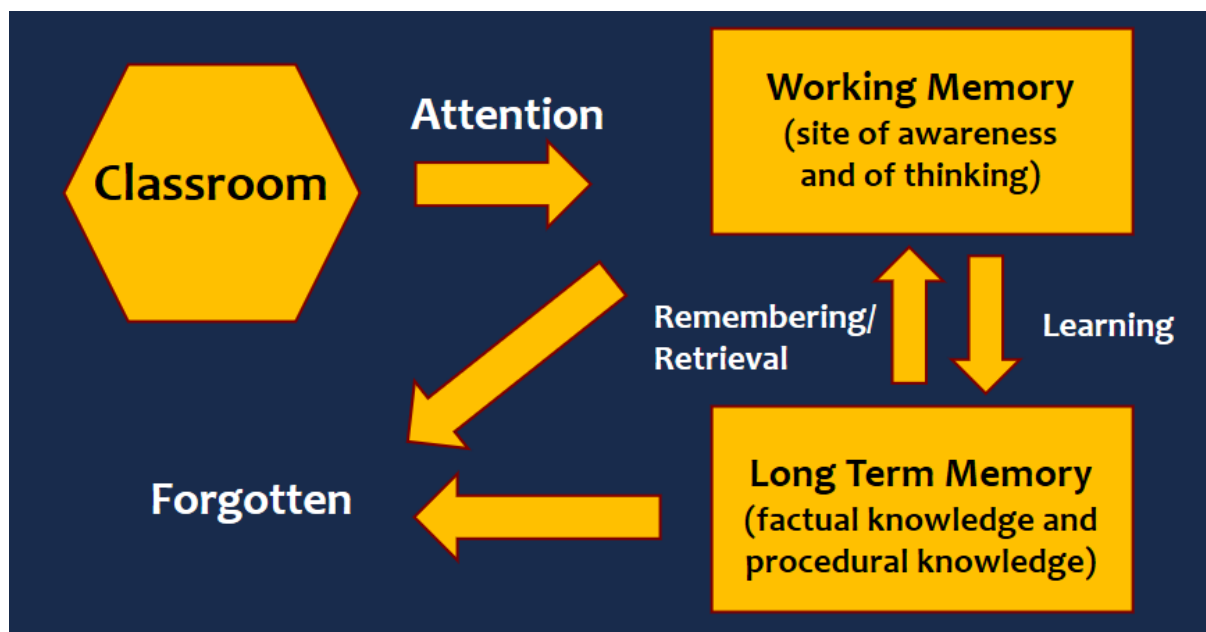 Classroom
Attention
Working Memory
(site of awareness
and of thinking)
Remembering/
Retrieval
Learning
Forgotten
Long Term Memory
(factual knowledge and
procedural knowledge)